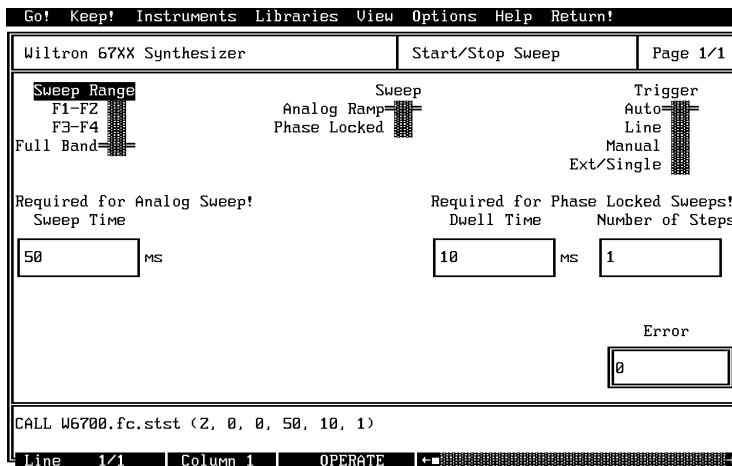 Go! Keep! Instruments Libraries View Options Help Return!
Wiltron 67XX Synthesizer Start/Stop Sweep Page 1/1
Sweep Range Sweep Trigger
F1-F2 Analog Ramp Auto
F3-F4 Phase Locked Line
Full Band Manual
Ext/Single
Required for Analog Sweep! Required for Phase Locked Sweeps!
Sweep Time Dwell Time Number of Steps
50 ms 10 ms 1
Error
0
CALL W6700.fc.stst (2, 0, 0, 50, 10, 1)
Line 1/1 Column 1 OPERATE